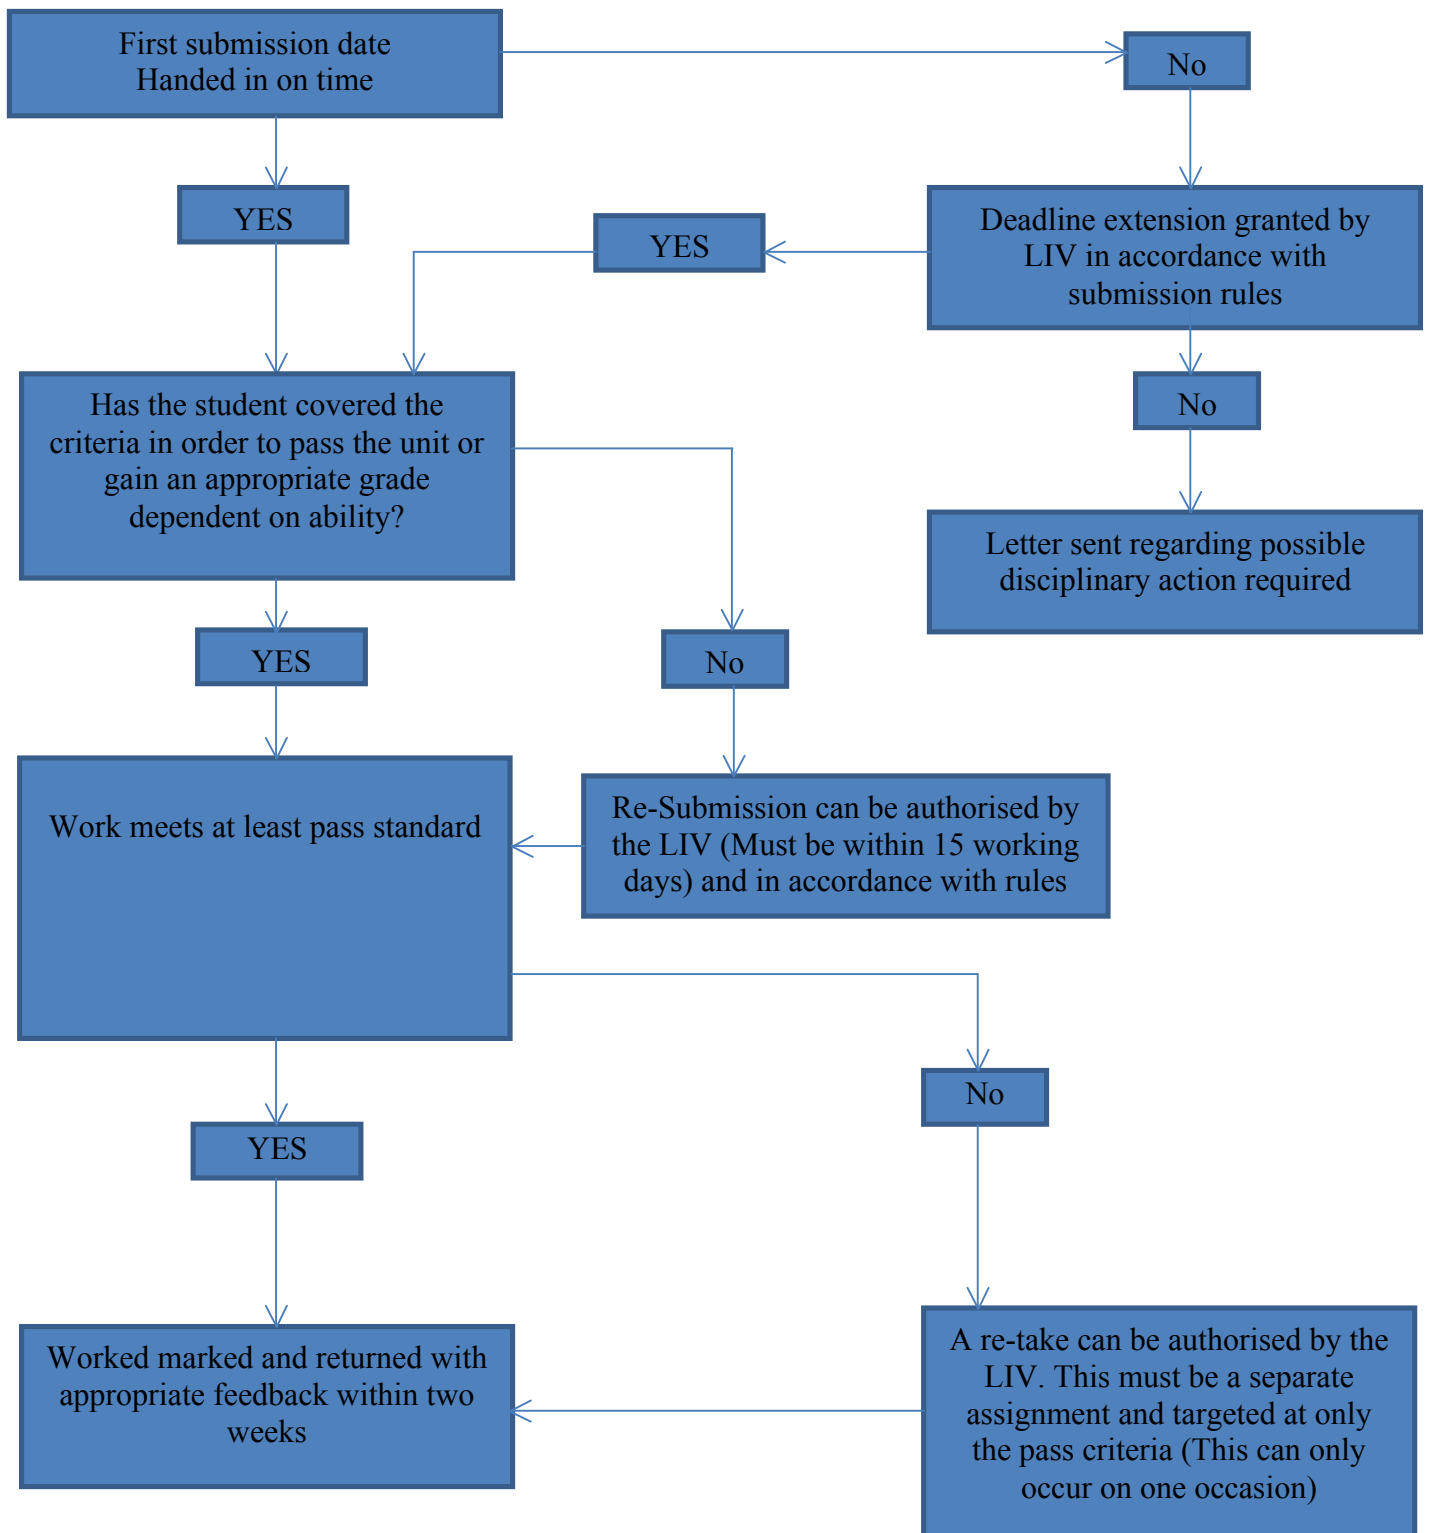 First submission date
Handed in on time
No
YES
YES
Deadline extension granted by
LIV in accordance with
submission rules
Has the student covered the
criteria in order to pass the unit or
gain an appropriate grade
dependent on ability?
No
Letter sent regarding possible
disciplinary action required
YES
No
Work meets at least pass standard
Re-Submission can be authorised by
the LIV (Must be within 15 working
days) and in accordance with rules
No
YES
Worked marked and returned with
appropriate feedback within two
weeks
A re-take can be authorised by the
LIV. This must be a separate
assignment and targeted at only
the pass criteria (This can only
occur on one occasion)